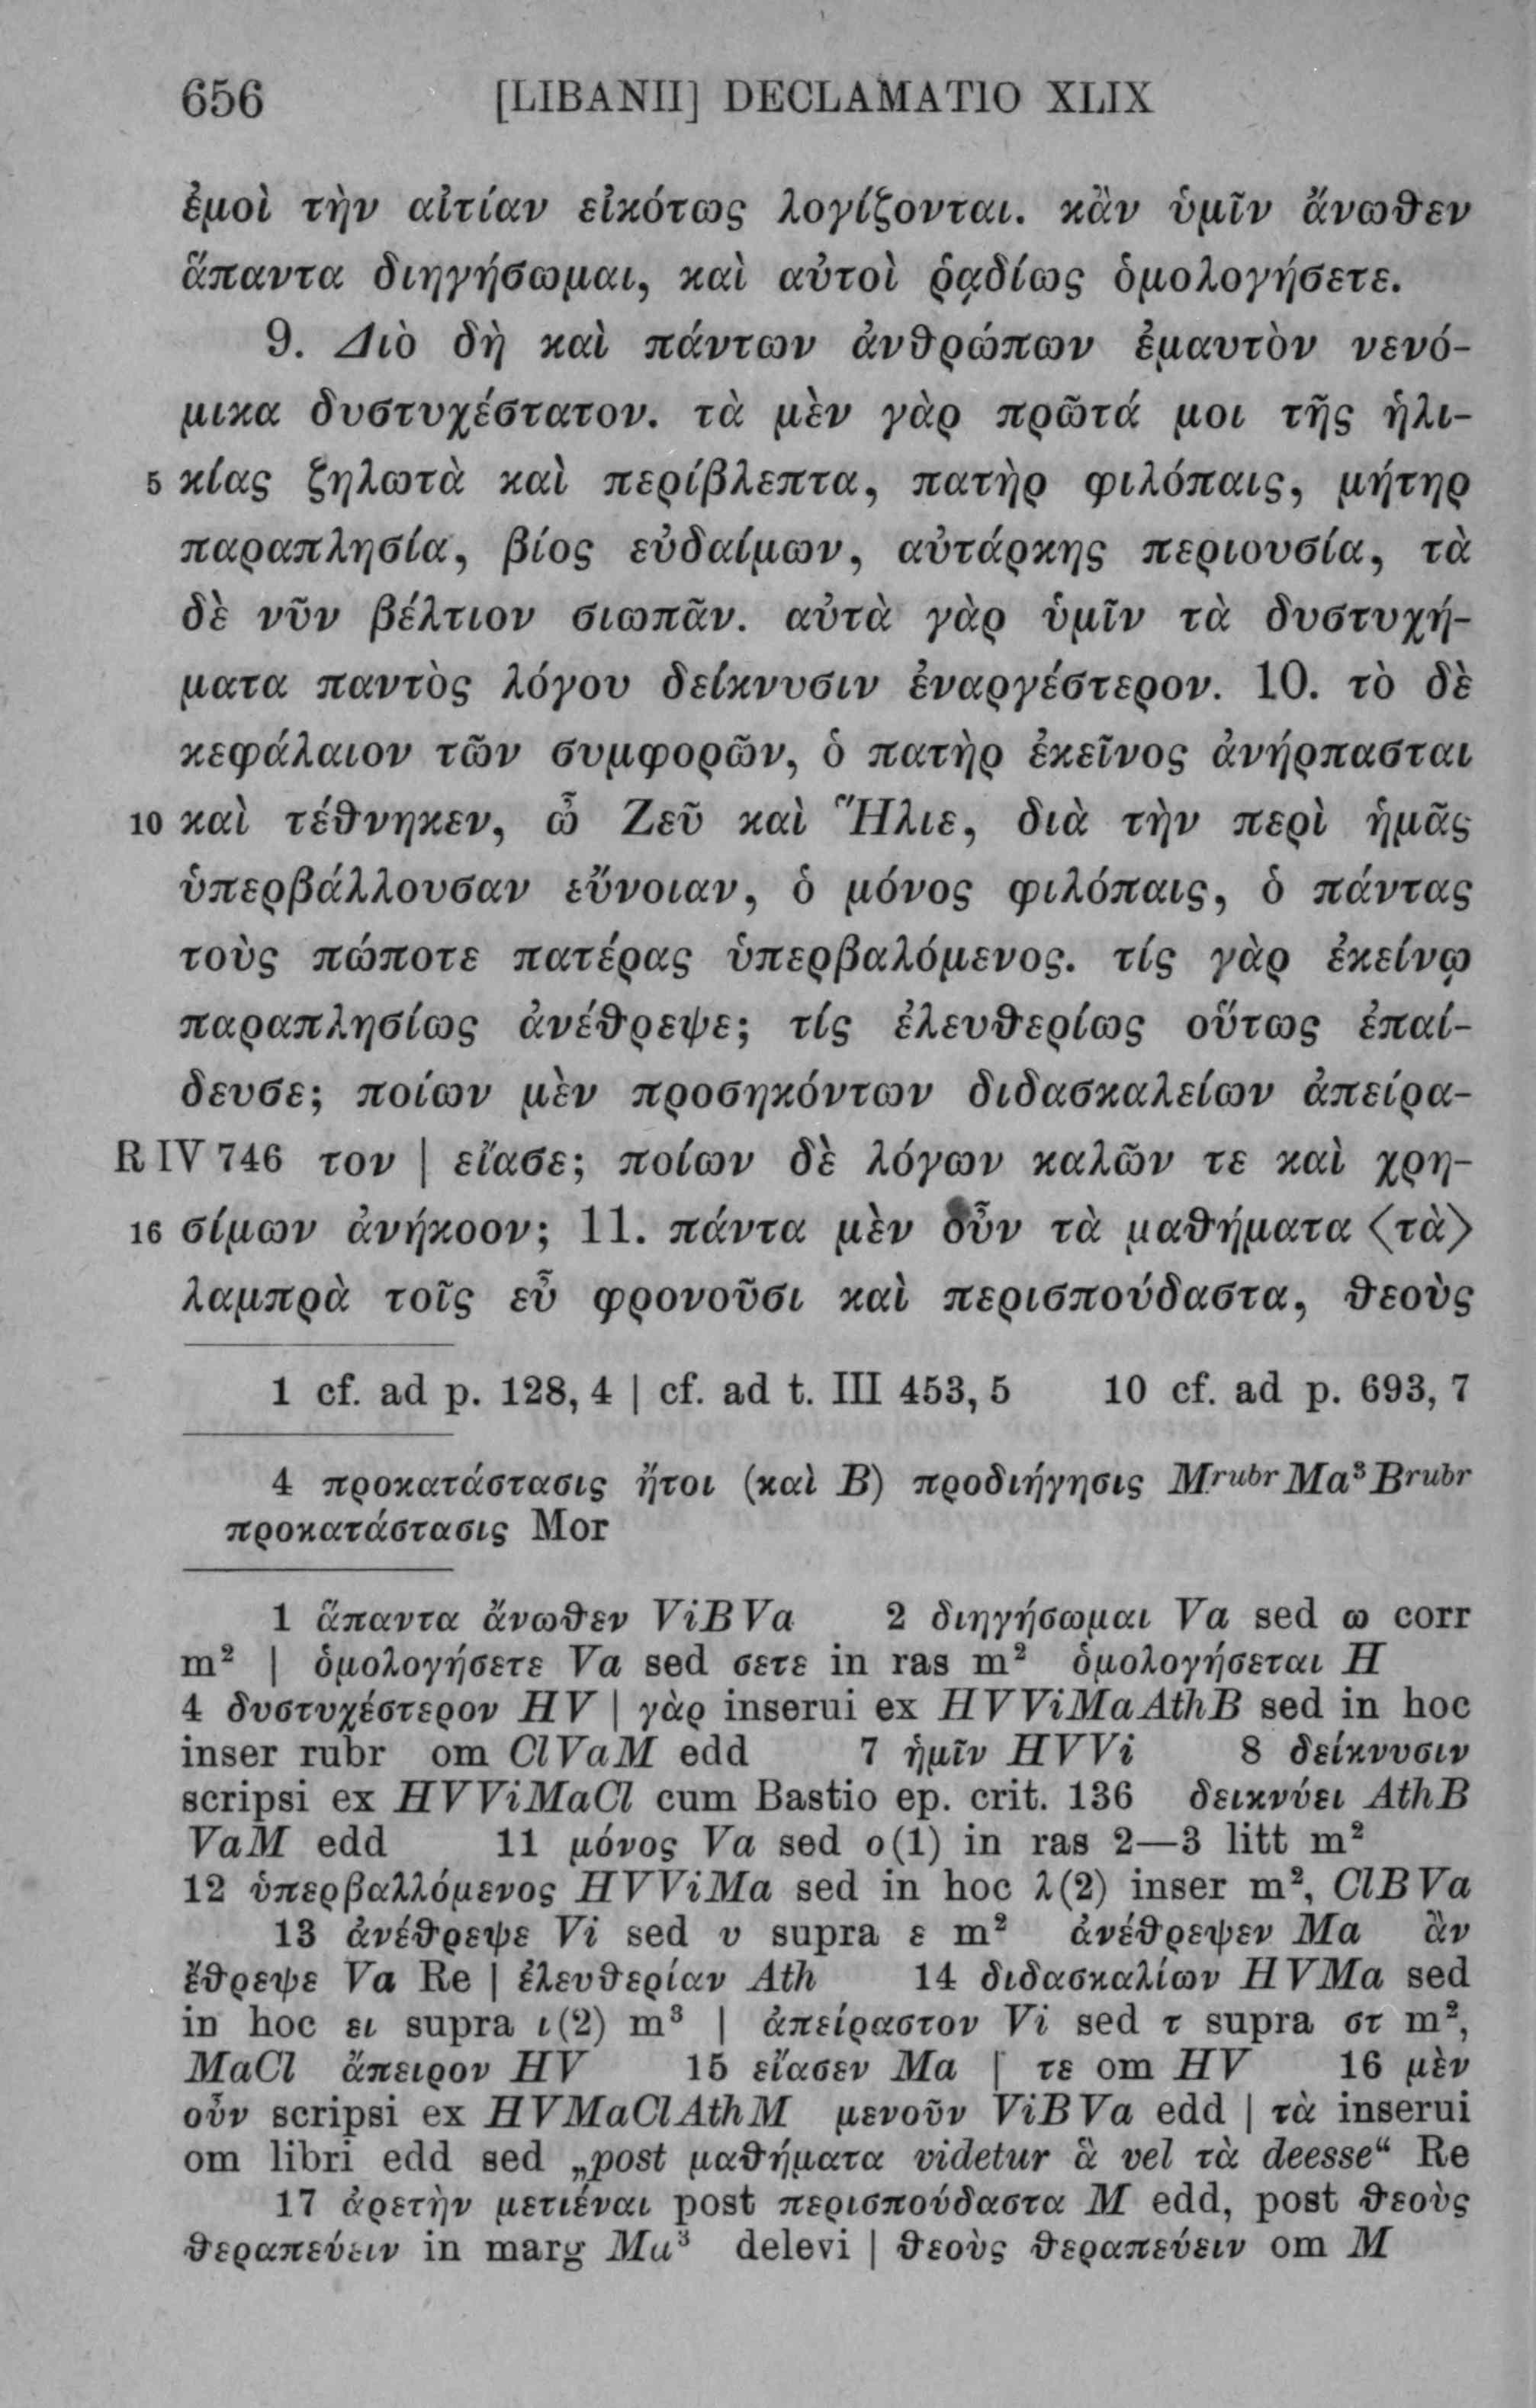 656 [LIBANII] DECLAMATIO XLIX
ἐμοὶ τὴν αἰτίαν εἰκότως λογίζονται. κἂν ὑμῖν ἄνωθεν
ἅπαντα διηγήσωμαι, καὶ αὐτοὶ ῥᾳδίως ὁμολογήσετε.
9. Διὸ δὴ καὶ πάντων ἀνθρώπων ἐμαυτὸν νενό-
μικα δυστυχέστατον. τὰ μὲν γὰρ πρῶτά μοι τῆς ἡλι-
5 κίας ζηλωτὰ καὶ περίβλεπτα, πατὴρ φιλόπαις, μήτηρ
παραπλησία, βίος εὐδαίμων, αὐτάρκης περιουσία, τὰ
δὲ νῦν βέλτιον σιωπᾶν. αὐτὰ γὰρ ὑμῖν τὰ δυστυχή-
ματα παντὸς λόγου δείκνυσιν ἐναργέστερον. 10. τὸ δὲ
κεφάλαιον τῶν συμφορῶν, ὁ πατὴρ ἐκεῖνος ἀνήρπασται
10 καὶ τέθνηκεν, ὦ Ζεῦ καὶ Ἥλιε, διὰ τὴν περὶ ἡμᾶς
ὑπερβάλλουσαν εὔνοιαν, ὁ μόνος φιλόπαις, ὁ πάντας
τοὺς πώποτε πατέρας ὑπερβαλόμενος. τίς γὰρ ἐκείνῳ
παραπλησίως ἀνέθρεψε; τίς ἐλευθερίως οὕτως ἐπαί-
δευσε; ποίων μὲν προσηκόντων διδασκαλείων ἀπείρα-
R IV 746 τον | εἴασε; ποίων δὲ λόγων καλῶν τε καὶ χρη-
16 σίμων ἀνήκοον; 11. πάντα μὲν οὖν τὰ μαθήματα ⟨τὰ⟩
λαμπρὰ τοῖς εὖ φρονοῦσι καὶ περισπούδαστα, θεοὺς
1 cf. ad p. 128, 4 | cf. ad t. III 453, 5 10 cf. ad p. 693, 7
4 προκατάστασις ἤτοι (καὶ B) προδιήγησις Mrubr Ma³ Brubr
προκατάστασις Mor
1 ἅπαντα ἄνωθεν ViBVa 2 διηγήσωμαι Va sed ω corr
m² | ὁμολογήσετε Va sed σετε in ras m² ὁμολογήσεται H
4 δυστυχέστερον HV | γὰρ inserui ex HVViMaAthB sed in hoc
inser rubr om ClVaM edd 7 ἡμῖν HVVi 8 δείκνυσιν
scripsi ex HVViMaCl cum Bastio ep. crit. 136 δεικνύει AthB
VaM edd 11 μόνος Va sed ο(1) in ras 2—3 litt m²
12 ὑπερβαλλόμενος HVViMa sed in hoc λ(2) inser m², ClBVa
13 ἀνέθρεψε Vi sed υ supra ε m² ἀνέθρεψεν Ma ἂν
ἔθρεψε Va Re | ἐλευθερίαν Ath 14 διδασκαλίων HVMa sed
in hoc ει supra ι(2) m³ | ἀπείραστον Vi sed τ supra στ m²,
MaCl ἄπειρον HV 15 εἴασεν Ma | τε om HV 16 μὲν
οὖν scripsi ex HVMaClAthM μενοῦν ViBVa edd | τὰ inserui
om libri edd sed „post μαθήματα videtur ἃ vel τὰ deesse“ Re
17 ἀρετὴν μετιέναι post περισπούδαστα M edd, post θεοὺς
θεραπεύειν in marg Ma³ delevi | θεοὺς θεραπεύειν om M